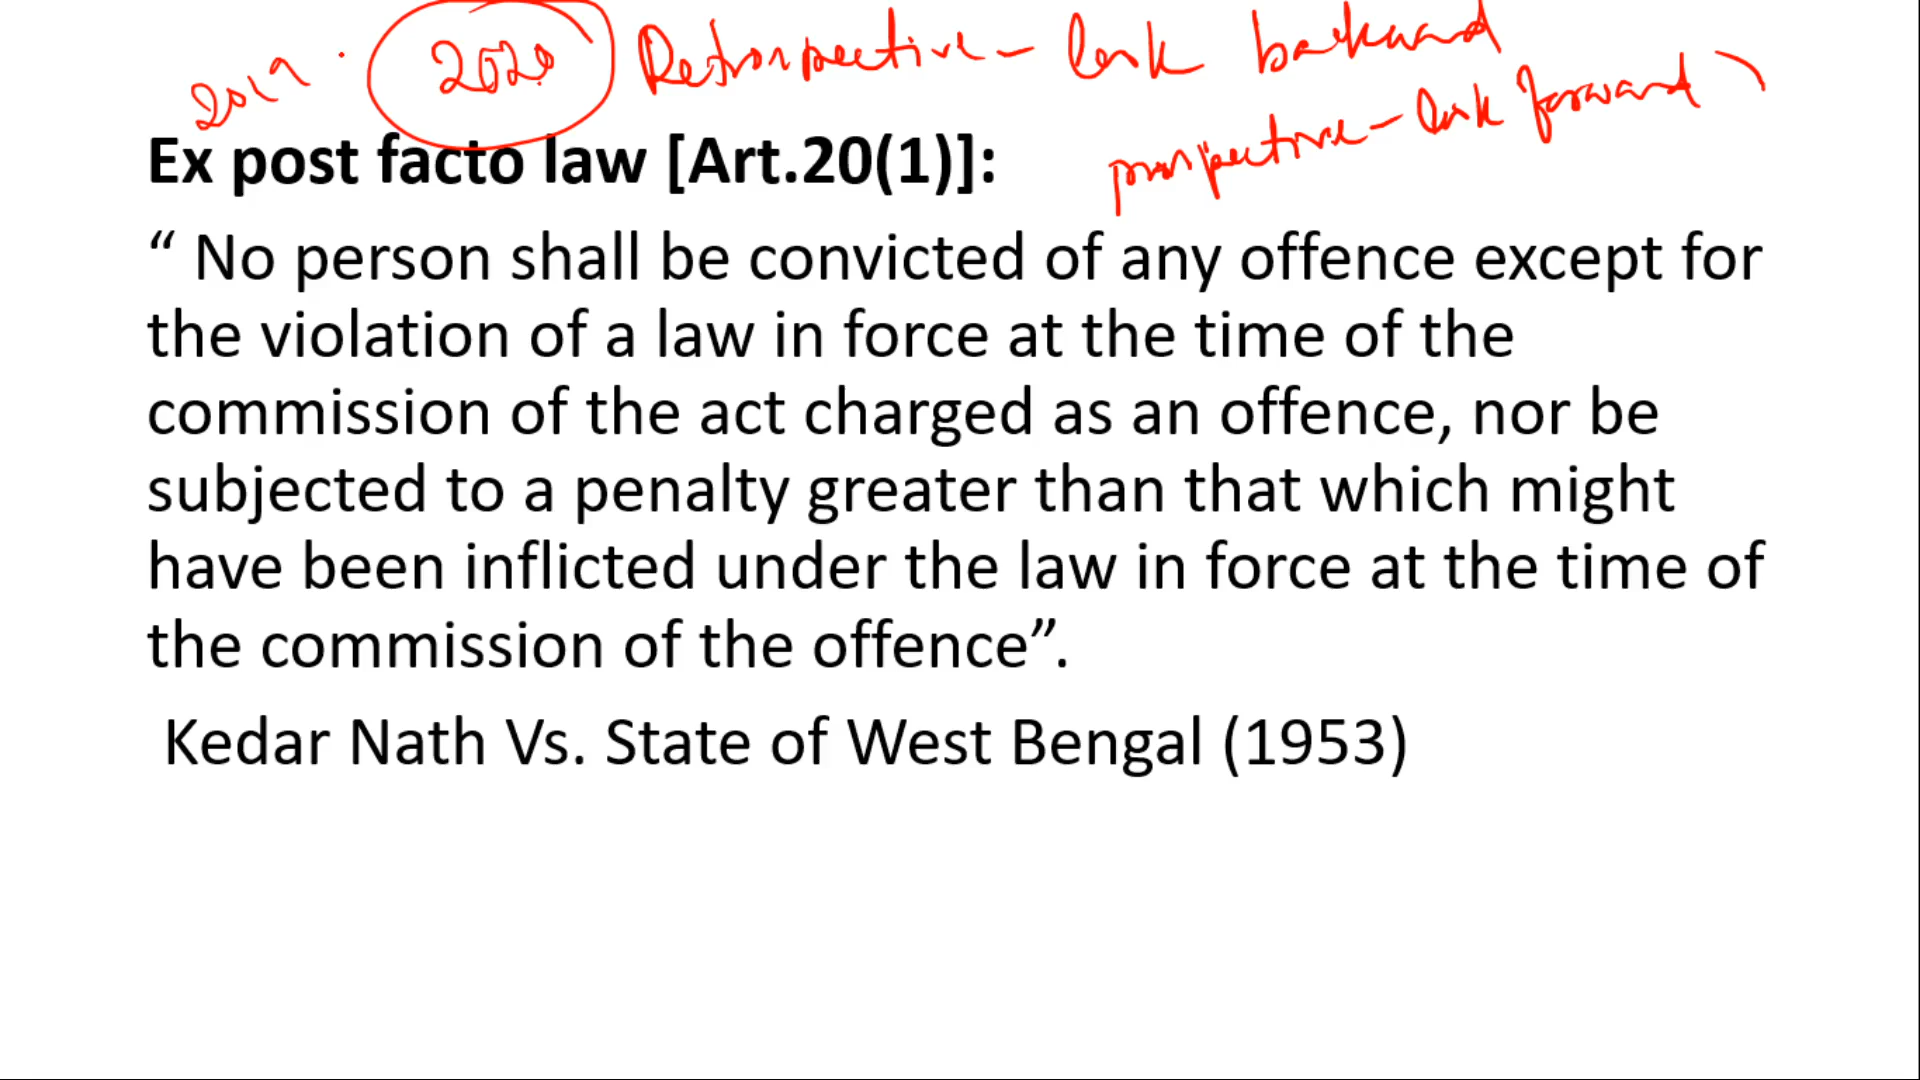 2019 2020 Retrospective - look backward
prospective - look forward
Ex post facto law [Art.20(1)]:
“ No person shall be convicted of any offence except for
the violation of a law in force at the time of the
commission of the act charged as an offence, nor be
subjected to a penalty greater than that which might
have been inflicted under the law in force at the time of
the commission of the offence”.
Kedar Nath Vs. State of West Bengal (1953)